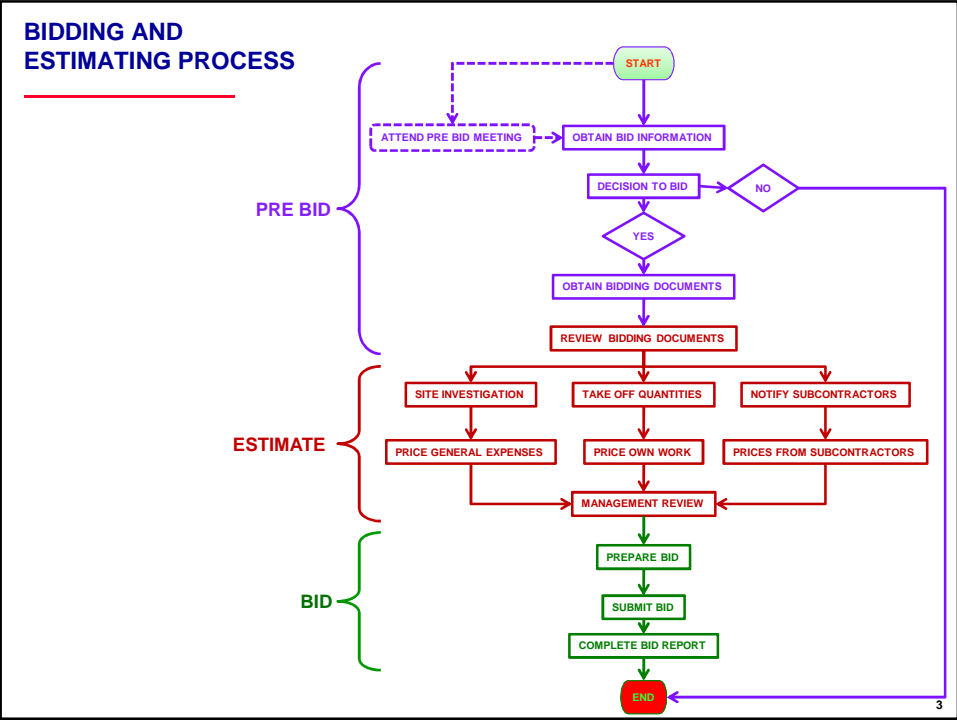 BIDDING AND
ESTIMATING PROCESS
START
ATTEND PRE BID MEETING
OBTAIN BID INFORMATION
DECISION TO BID
NO
PRE BID
YES
OBTAIN BIDDING DOCUMENTS
REVIEW BIDDING DOCUMENTS
SITE INVESTIGATION
TAKE OFF QUANTITIES
NOTIFY SUBCONTRACTORS
ESTIMATE
PRICE GENERAL EXPENSES
PRICE OWN WORK
PRICES FROM SUBCONTRACTORS
MANAGEMENT REVIEW
PREPARE BID
BID
SUBMIT BID
COMPLETE BID REPORT
END
3